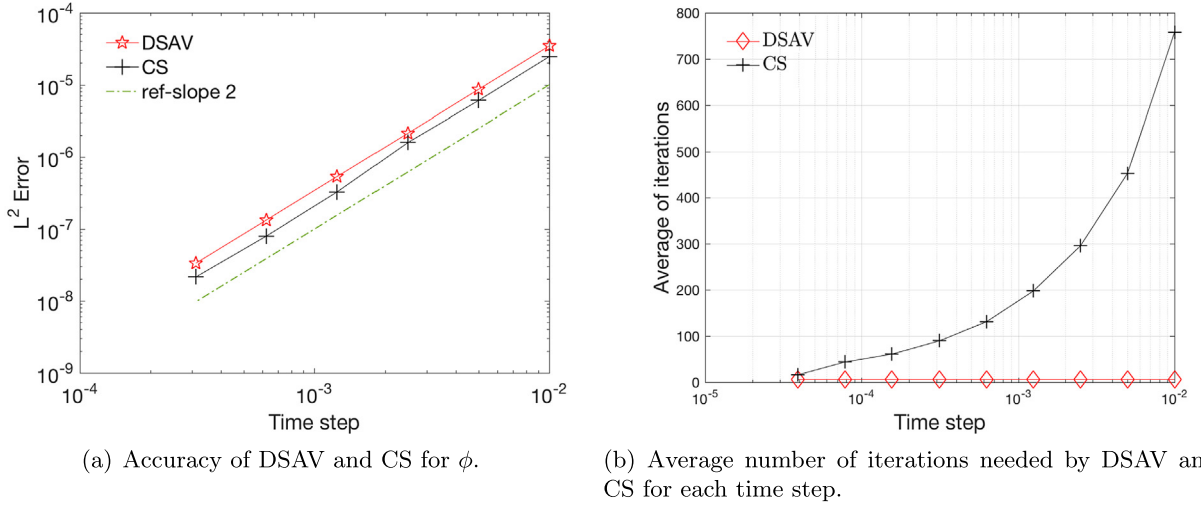 10^-4
10^-5
10^-6
10^-7
10^-8
10^-9
L^2 Error
DSAV
CS
ref-slope 2
10^-4
10^-3
10^-2
Time step
(a) Accuracy of DSAV and CS for ϕ.
800
700
600
500
400
300
200
100
0
Average of iterations
DSAV
CS
10^-5
10^-4
10^-3
10^-2
Time step
(b) Average number of iterations needed by DSAV an
CS for each time step.